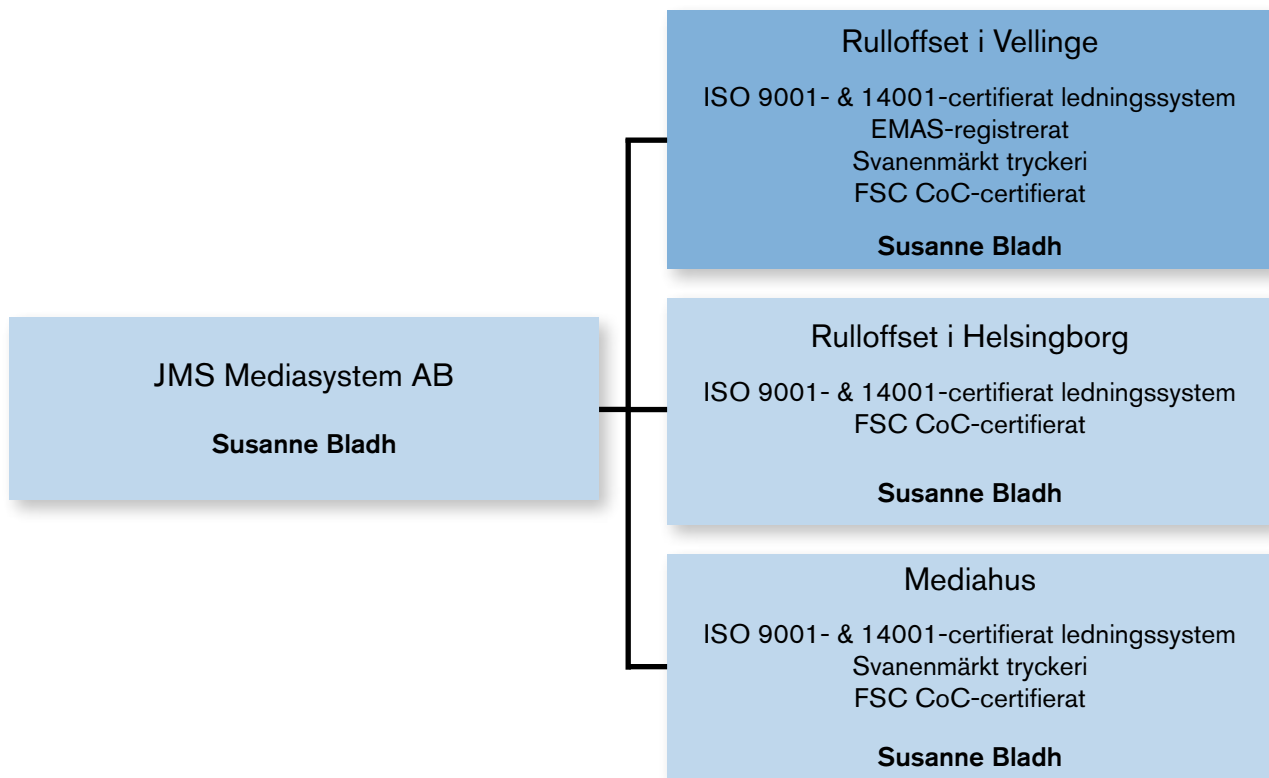 JMS Mediasystem AB
Susanne Bladh
Rulloffset i Vellinge
ISO 9001- & 14001-certifierat ledningssystem
EMAS-registrerat
Svanenmärkt tryckeri
FSC CoC-certifierat
Susanne Bladh
Rulloffset i Helsingborg
ISO 9001- & 14001-certifierat ledningssystem
FSC CoC-certifierat
Susanne Bladh
Mediahus
ISO 9001- & 14001-certifierat ledningssystem
Svanenmärkt tryckeri
FSC CoC-certifierat
Susanne Bladh